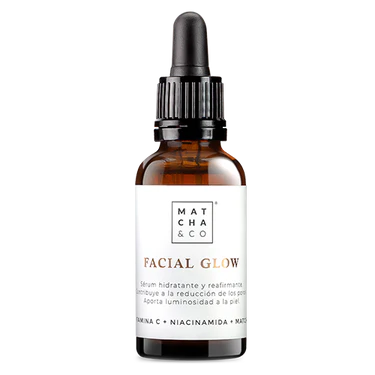 MAT
CHA
&CO
FACIAL GLOW
Sérum hidratante y reafirmante.
a la reducción de los
Aporta luminosidad a la piel.
C + NIACINAMIDA +